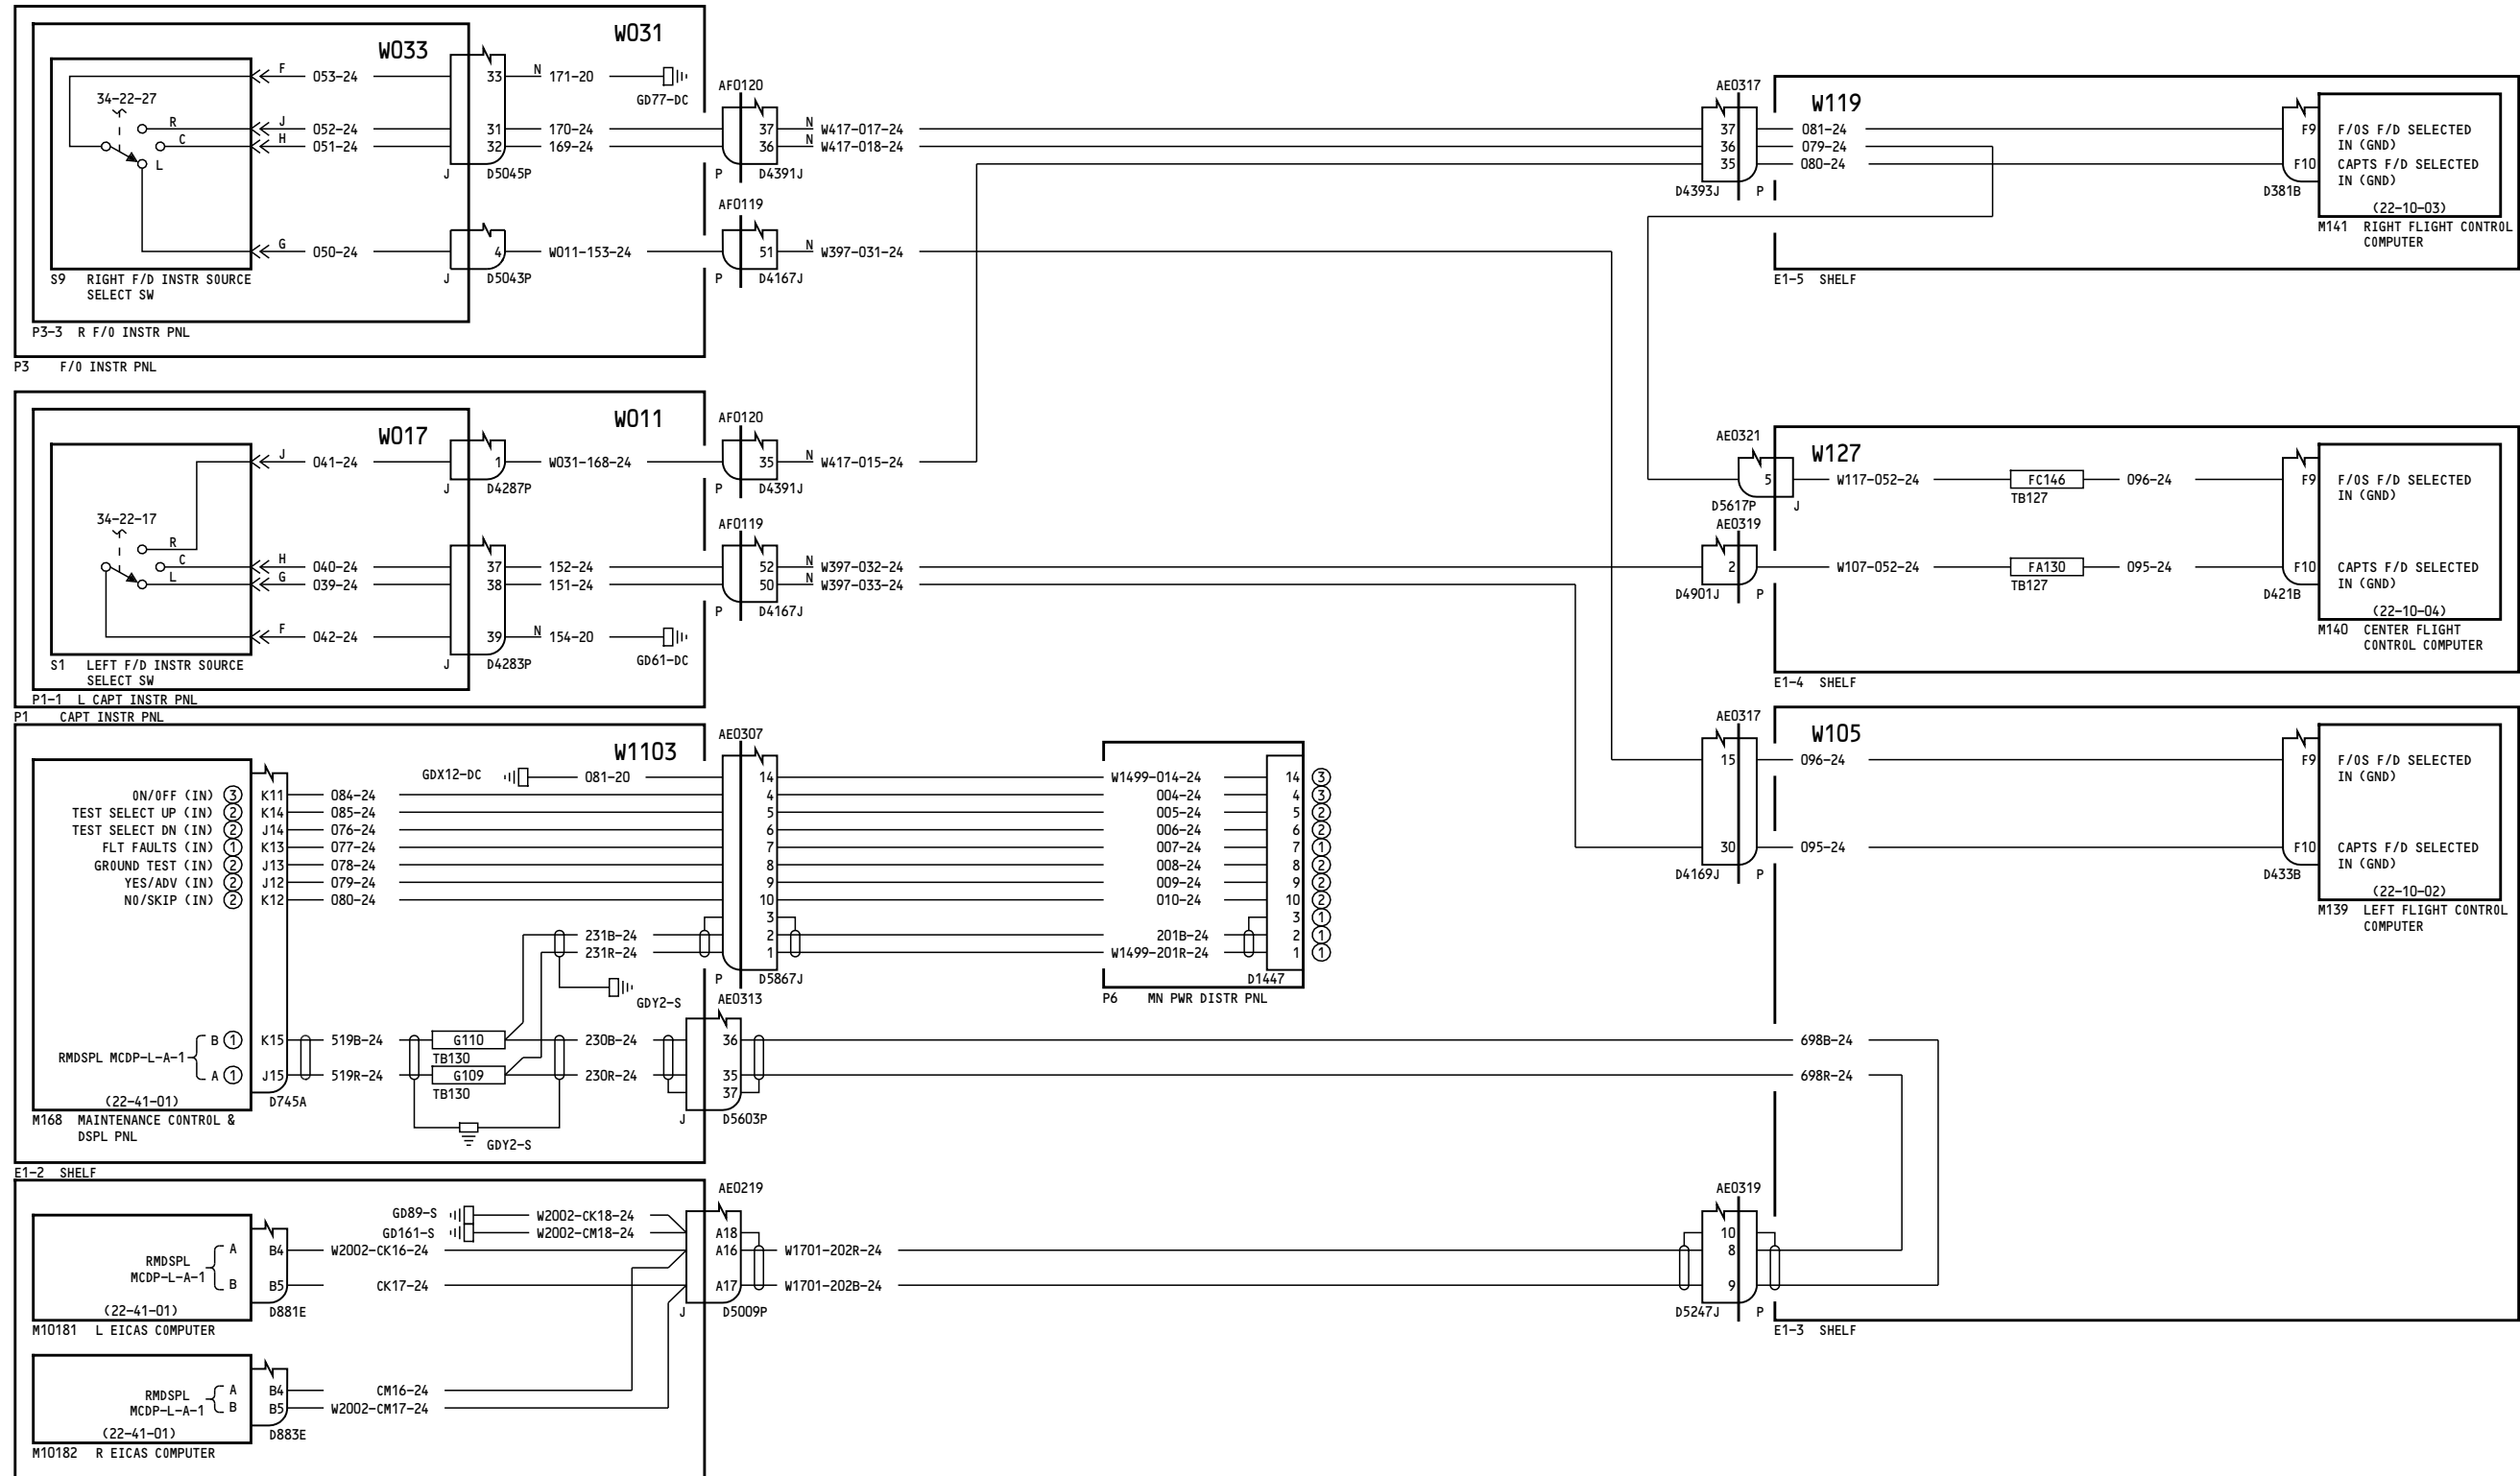 W031
W033
34-22-27
R
C
L
F
053-24
33
N
171-20
GD77-DC
J
052-24
31
170-24
H
051-24
32
169-24
J
D5045P
G
050-24
4
W011-153-24
J
D5043P
S9 RIGHT F/D INSTR SOURCE
SELECT SW
P3-3 R F/O INSTR PNL
P3 F/O INSTR PNL
AF0120
37
N
W417-017-24
36
N
W417-018-24
P
D4391J
AF0119
51
N
W397-031-24
P
D4167J
AE0317
37
36
35
D4393J
P
W119
081-24
079-24
080-24
F9
F/OS F/D SELECTED
IN (GND)
F10
CAPTS F/D SELECTED
IN (GND)
D381B
(22-10-03)
M141 RIGHT FLIGHT CONTROL
COMPUTER
E1-5 SHELF
W011
W017
34-22-17
R
C
L
J
041-24
1
W031-168-24
J
D4287P
H
040-24
37
152-24
G
039-24
38
151-24
F
042-24
39
N
154-20
GD61-DC
J
D4283P
S1 LEFT F/D INSTR SOURCE
SELECT SW
P1-1 L CAPT INSTR PNL
P1 CAPT INSTR PNL
AF0120
35
N
W417-015-24
P
D4391J
AF0119
52
N
W397-032-24
50
N
W397-033-24
P
D4167J
AE0321
5
D5617P
J
AE0319
2
D4901J
P
W127
W117-052-24
FC146
TB127
096-24
W107-052-24
FA130
TB127
095-24
F9
F/OS F/D SELECTED
IN (GND)
F10
CAPTS F/D SELECTED
IN (GND)
D421B
(22-10-04)
M140 CENTER FLIGHT
CONTROL COMPUTER
E1-4 SHELF
W1103
GDX12-DC
081-20
ON/OFF (IN) 3 K11 084-24
TEST SELECT UP (IN) 2 K14 085-24
TEST SELECT DN (IN) 2 J14 076-24
FLT FAULTS (IN) 1 K13 077-24
GROUND TEST (IN) 2 J13 078-24
YES/ADV (IN) 2 J12 079-24
NO/SKIP (IN) 2 K12 080-24
231B-24
231R-24
GDY2-S
RMDSPL MCDP-L-A-1
B 1 K15 519B-24
G110
TB130
230B-24
A 1 J15 519R-24
G109
TB130
230R-24
(22-41-01)
D745A
GDY2-S
M168 MAINTENANCE CONTROL &
DSPL PNL
E1-2 SHELF
AE0307
14
4
5
6
7
8
9
10
3
2
1
P
D5867J
AE0313
36
35
37
J
D5603P
W1499-014-24 14 3
004-24 4 3
005-24 5 2
006-24 6 2
007-24 7 1
008-24 8 2
009-24 9 2
010-24 10 2
3 1
201B-24 2 1
W1499-201R-24 1 1
D1447
P6 MN PWR DISTR PNL
AE0317
15
30
D4169J
P
W105
096-24
095-24
F9
F/OS F/D SELECTED
IN (GND)
F10
CAPTS F/D SELECTED
IN (GND)
D433B
(22-10-02)
M139 LEFT FLIGHT CONTROL
COMPUTER
698B-24
698R-24
AE0319
10
8
9
D5247J
P
E1-3 SHELF
GD89-S
W2002-CK18-24
GD161-S
W2002-CM18-24
RMDSPL
MCDP-L-A-1
A
B4
W2002-CK16-24
B
B5
CK17-24
(22-41-01)
D881E
M10181 L EICAS COMPUTER
AE0219
A18
A16
W1701-202R-24
A17
W1701-202B-24
J
D5009P
RMDSPL
MCDP-L-A-1
A
B4
CM16-24
B
B5
W2002-CM17-24
(22-41-01)
D883E
M10182 R EICAS COMPUTER